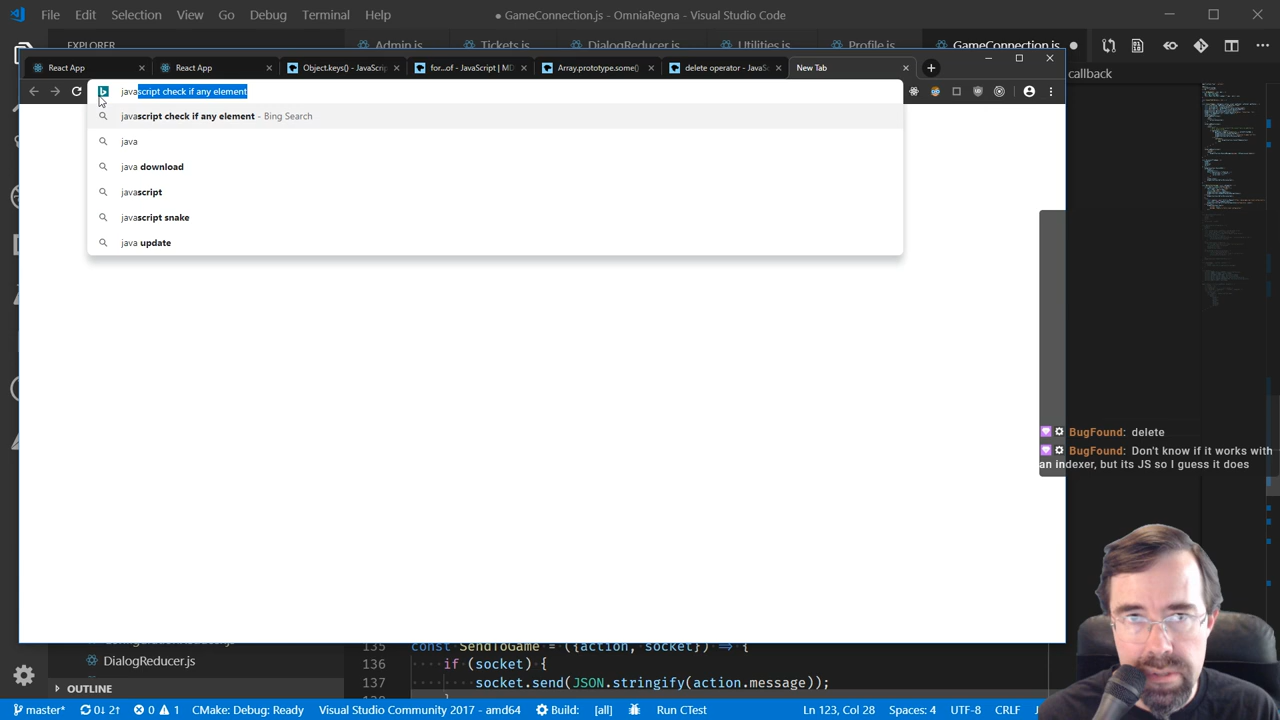 File Edit Selection View Go Debug Terminal Help
● GameConnection.js - OmniaRegna - Visual Studio Code
EXPLORER
Admin.js Tickets.js DialogReducer.js Utilities.js Profile.js GameConnection.js
callback
React App
React App
Object.keys() - JavaScrip
for...of - JavaScript | MD
Array.prototype.some()
delete operator - JavaSc
New Tab
javascript check if any element
javascript check if any element - Bing Search
java
java download
javascript
javascript snake
java update
BugFound: delete
BugFound: Don't know if it works with
an indexer, but its JS so I guess it does
DialogReducer.js
OUTLINE
135 const SendToGame = ({action, socket}) => {
136 if (socket) {
137 socket.send(JSON.stringify(action.message));
master* 0↓ 2↑ 0 1 CMake: Debug: Ready Visual Studio Community 2017 - amd64 Build: [all] Run CTest Ln 123, Col 28 Spaces: 4 UTF-8 CRLF